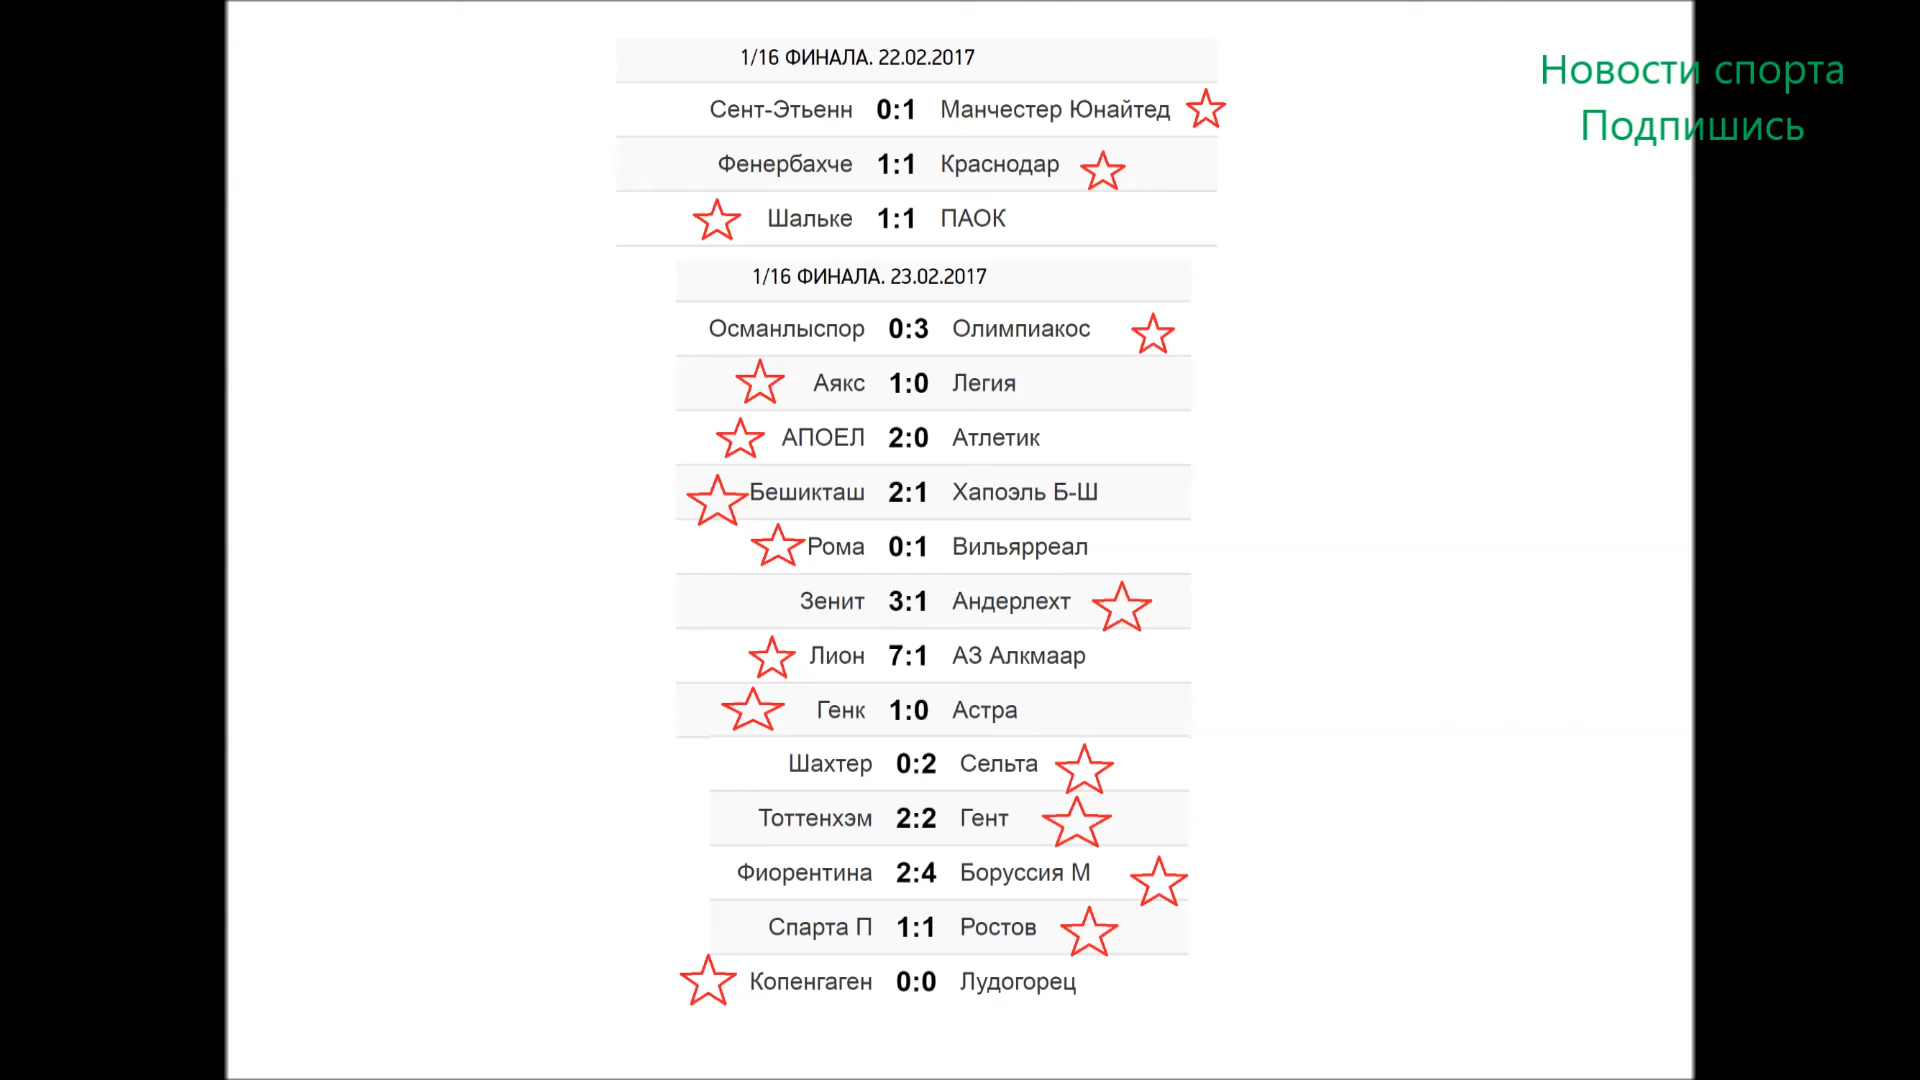 1/16 ФИНАЛА. 22.02.2017
Сент-Этьенн 0:1 Манчестер Юнайтед
Фенербахче 1:1 Краснодар
Шальке 1:1 ПАОК
1/16 ФИНАЛА. 23.02.2017
Османлыспор 0:3 Олимпиакос
Аякс 1:0 Легия
АПОЕЛ 2:0 Атлетик
Бешикташ 2:1 Хапоэль Б-Ш
Рома 0:1 Вильярреал
Зенит 3:1 Андерлехт
Лион 7:1 АЗ Алкмаар
Генк 1:0 Астра
Шахтер 0:2 Сельта
Тоттенхэм 2:2 Гент
Фиорентина 2:4 Боруссия М
Спарта П 1:1 Ростов
Копенгаген 0:0 Лудогорец
Новости спорта
Подпишись